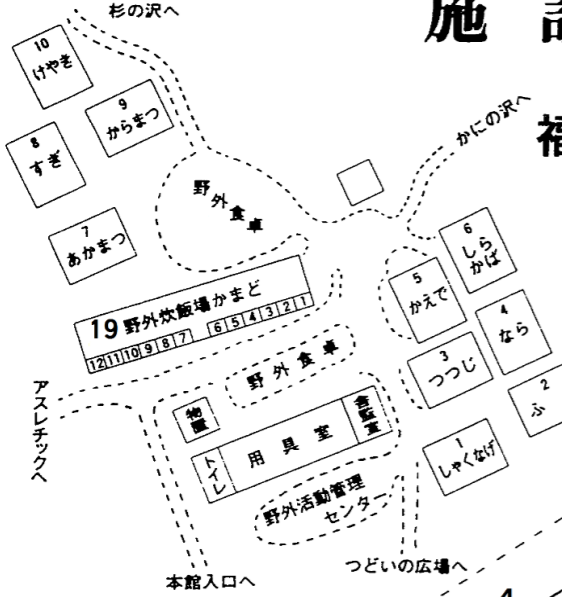 杉の沢へ
施
10
けやき
9
からまつ
かにの沢へ
8
すぎ
野外食卓
7
あかまつ
6
しら
かば
5
かえで
19 野外炊飯場かまど
12 11 10 9 8 7 6 5 4 3 2 1
4
なら
野外食卓
3
つつじ
2
ふ
アスレチックへ
物置
トイレ
用具室
舎監室
1
しゃくなげ
野外活動管理
センター
つどいの広場へ
本館入口へ